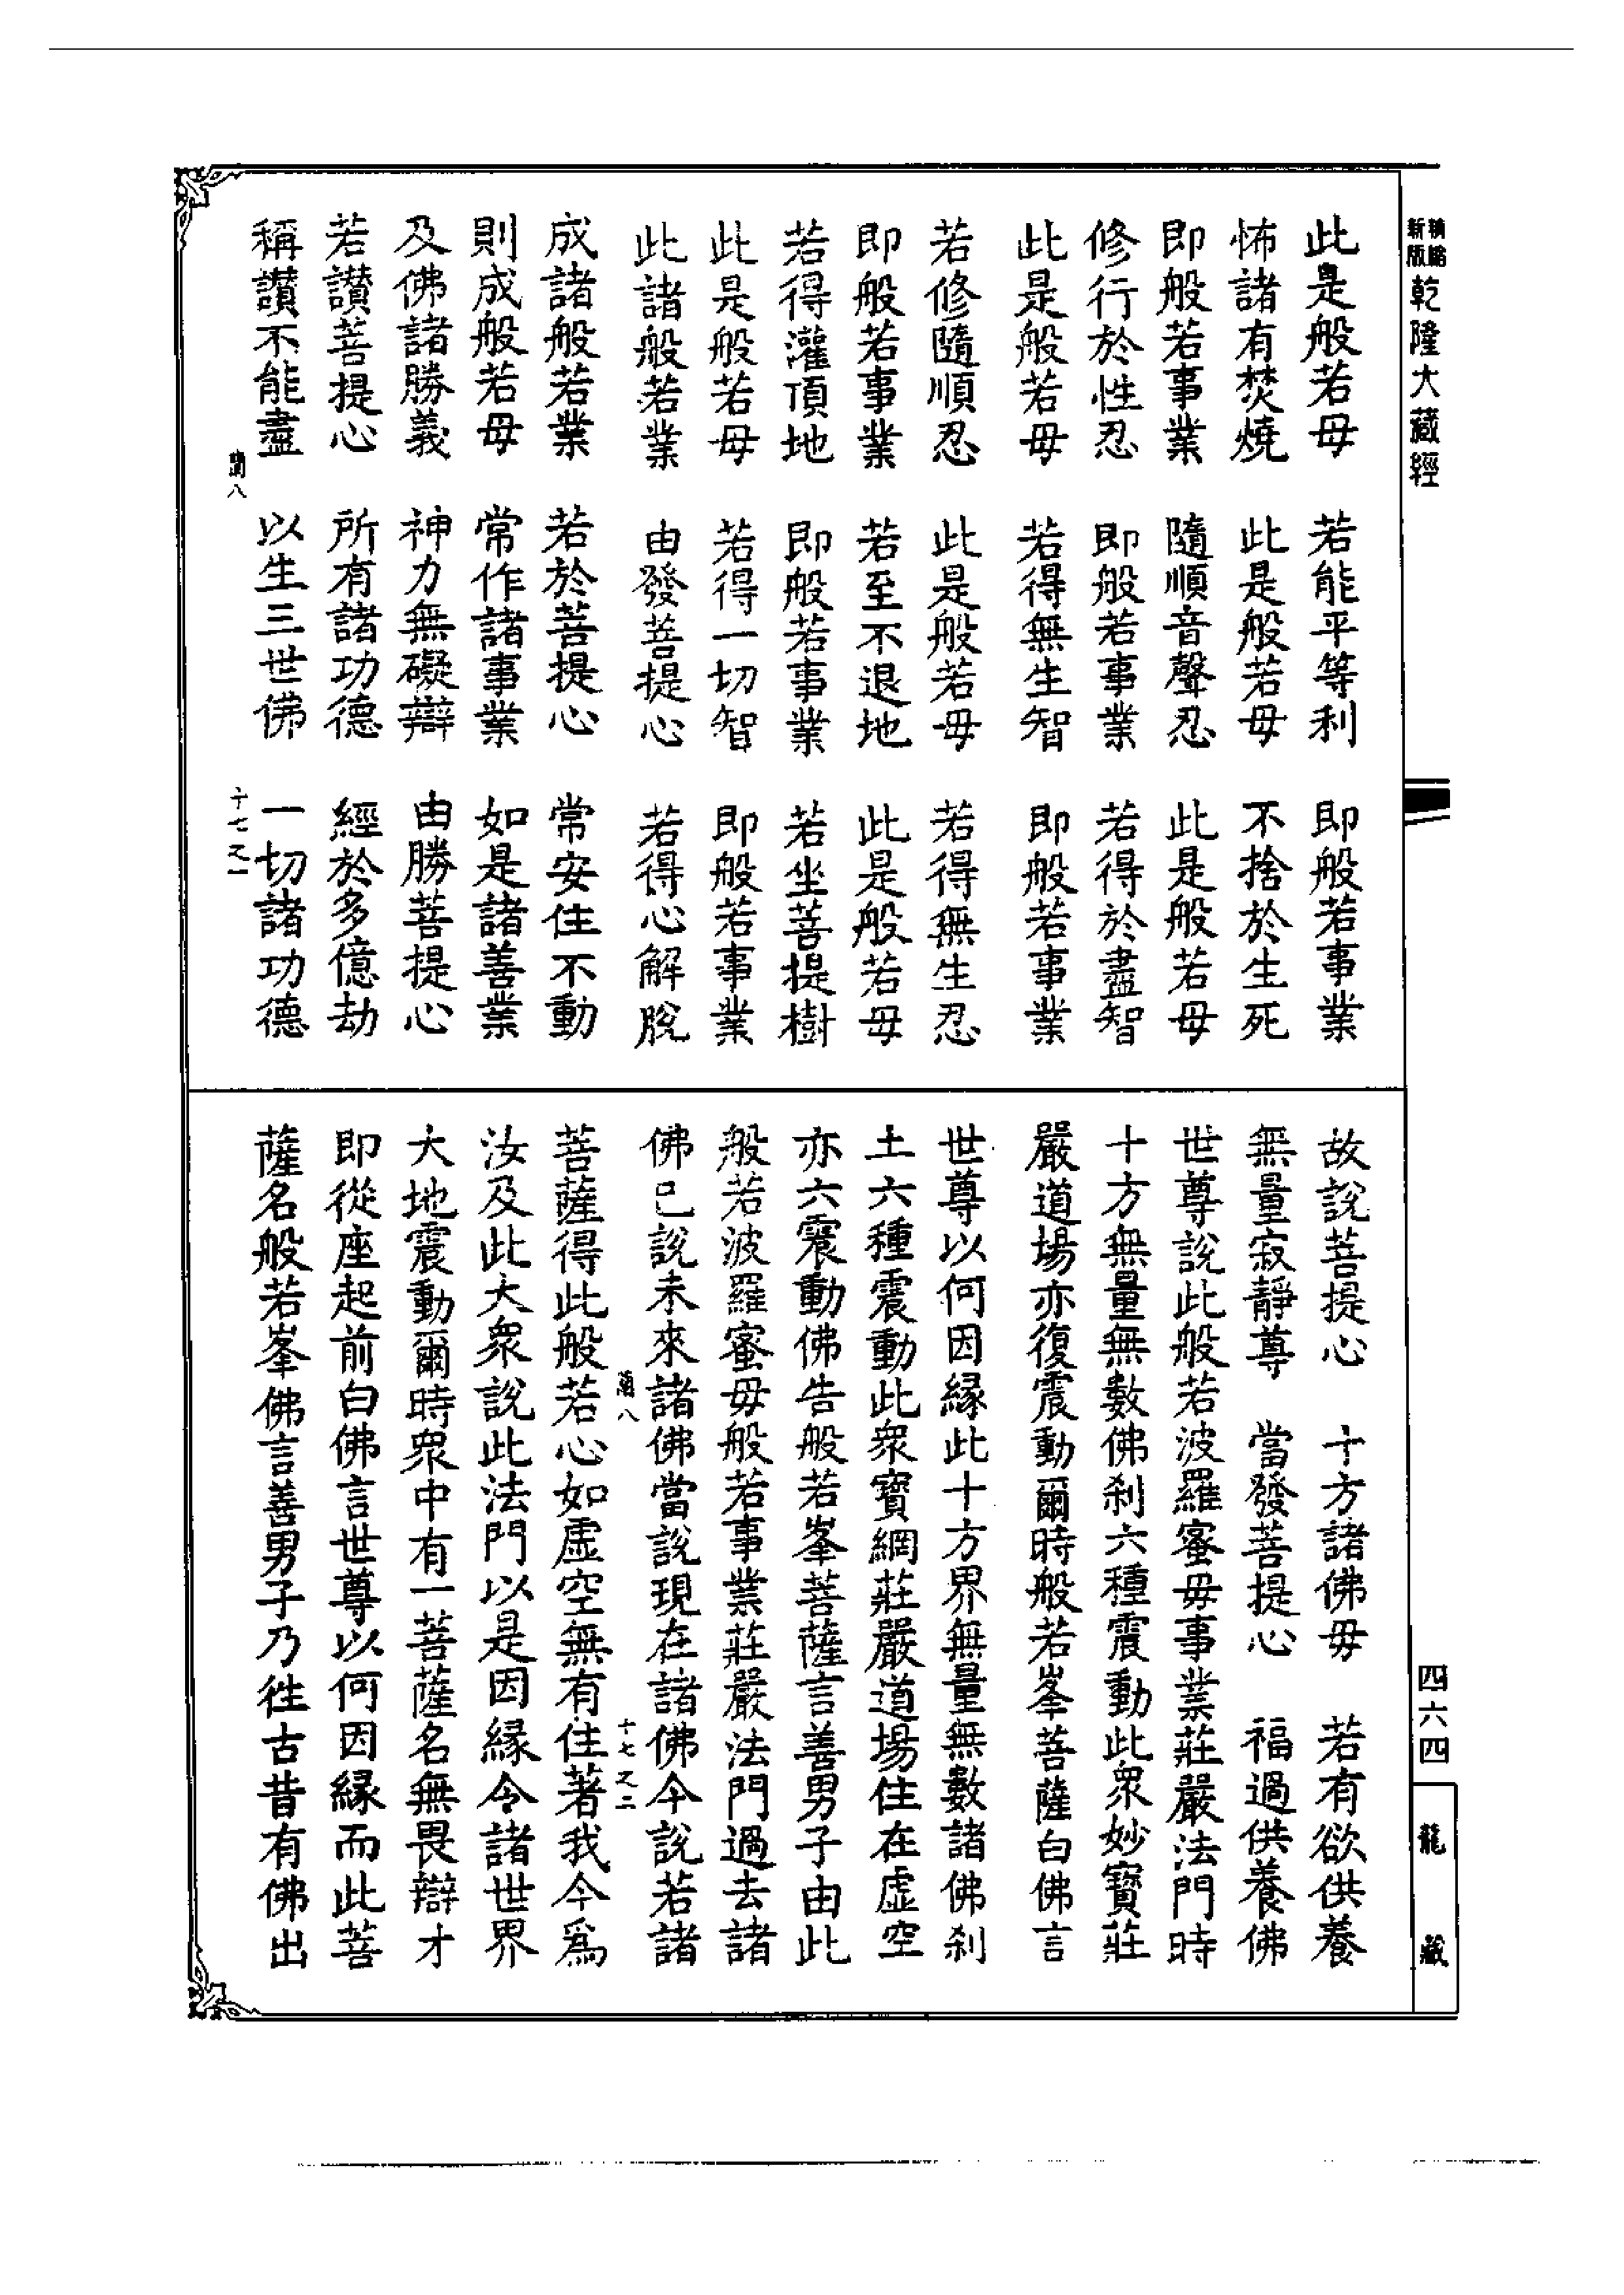 新版精縮乾隆大藏經
此是般若母　若能平等利　即般若事業
怖諸有焚燒　此是般若母　不捨於生死
即般若事業　隨順音聲忍　此是般若母
修行於性忍　即般若事業　若得於盡智
此是般若母　若得無生智　即般若事業
若修隨順忍　此是般若母　若得無生忍
即般若事業　若至不退地　此是般若母
若得灌頂地　即般若事業　若坐菩提樹
此是般若母　若得一切智　即般若事業
此諸般若業　由發菩提心　若得心解脫
成諸般若業　若於菩提心　常安住不動
則成般若母　常作諸事業　如是諸善業
及佛諸勝義　神力無礙辯　由勝菩提心
若讚菩提心　所有諸功德　經於多億劫
稱讚不能盡　以生三世佛　一切諸功德
蘭八　十七之一
故說菩提心　十方諸佛母　若有欲供養
無量寂靜尊　當發菩提心　福過供養佛
世尊說此般若波羅蜜母事業莊嚴法門時
十方無量無數佛剎六種震動此衆妙寶莊
嚴道場亦復震動爾時般若峯菩薩白佛言
世尊以何因緣此十方界無量無數諸佛剎
土六種震動此衆寶網莊嚴道場住在虛空
亦六震動佛告般若峯菩薩言善男子由此
般若波羅蜜母般若事業莊嚴法門過去諸
佛已說未來諸佛當說現在諸佛今說若諸
蘭八　十七之二
菩薩得此般若心如虛空無有住著我今爲
汝及此大衆說此法門以是因緣令諸世界
大地震動爾時衆中有一菩薩名無畏辯才
即從座起前白佛言世尊以何因緣而此菩
薩名般若峯佛言善男子乃往古昔有佛出
四六四
龍藏